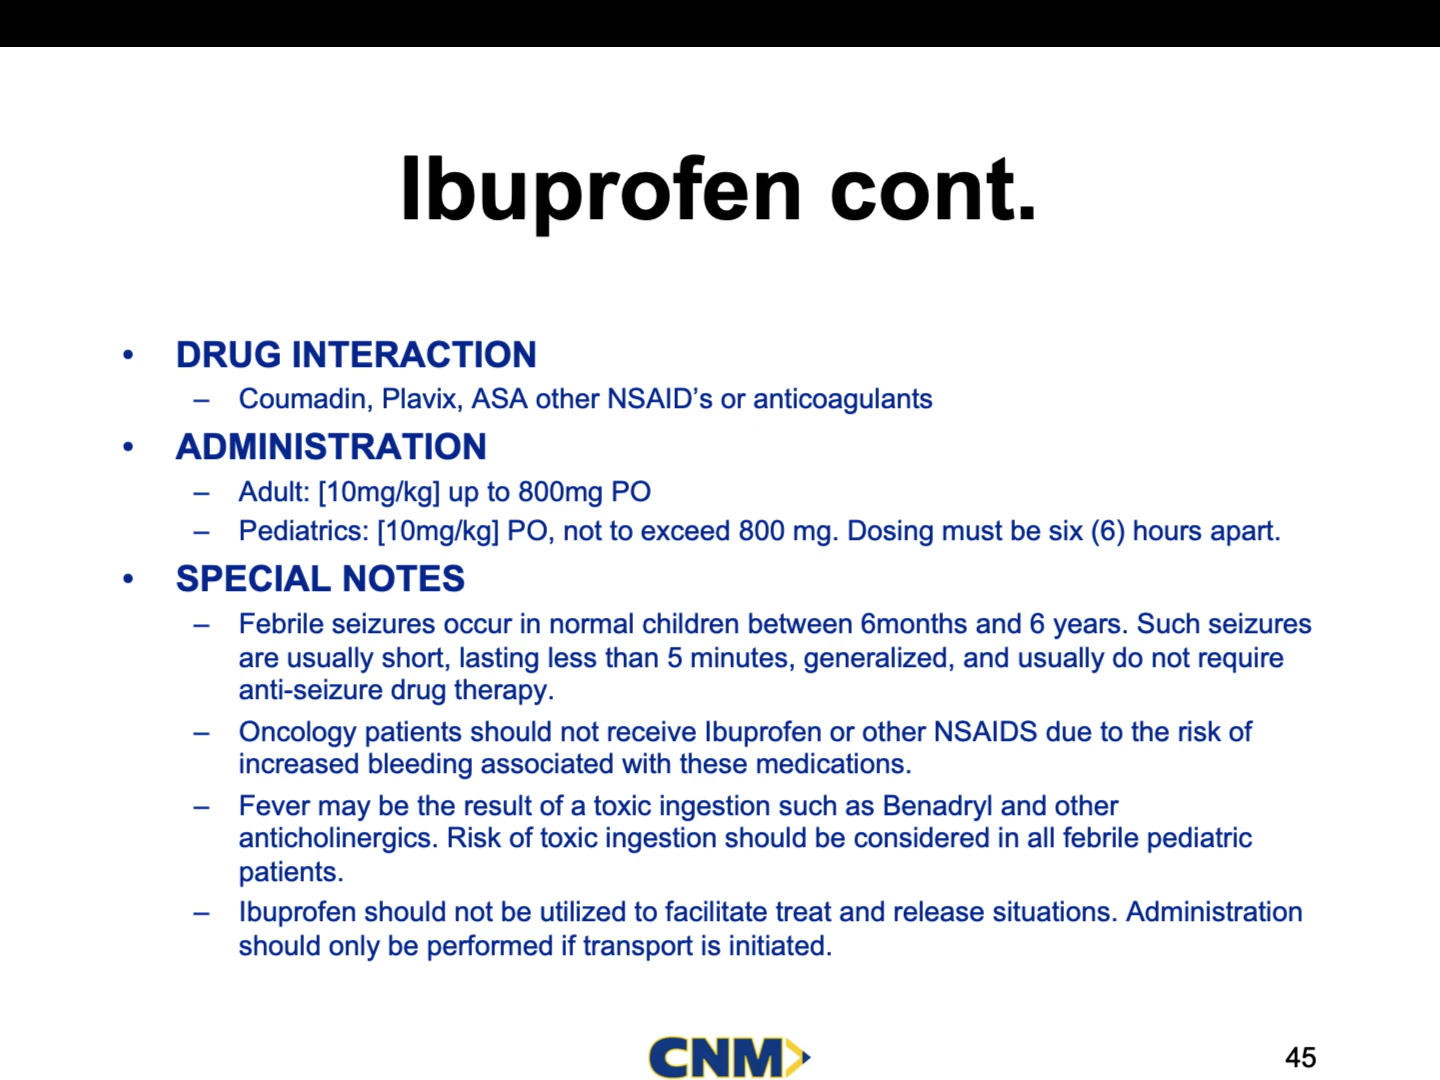 Ibuprofen cont.
• DRUG INTERACTION
– Coumadin, Plavix, ASA other NSAID’s or anticoagulants
• ADMINISTRATION
– Adult: [10mg/kg] up to 800mg PO
– Pediatrics: [10mg/kg] PO, not to exceed 800 mg. Dosing must be six (6) hours apart.
• SPECIAL NOTES
– Febrile seizures occur in normal children between 6months and 6 years. Such seizures
are usually short, lasting less than 5 minutes, generalized, and usually do not require
anti-seizure drug therapy.
– Oncology patients should not receive Ibuprofen or other NSAIDS due to the risk of
increased bleeding associated with these medications.
– Fever may be the result of a toxic ingestion such as Benadryl and other
anticholinergics. Risk of toxic ingestion should be considered in all febrile pediatric
patients.
– Ibuprofen should not be utilized to facilitate treat and release situations. Administration
should only be performed if transport is initiated.
CNM
45